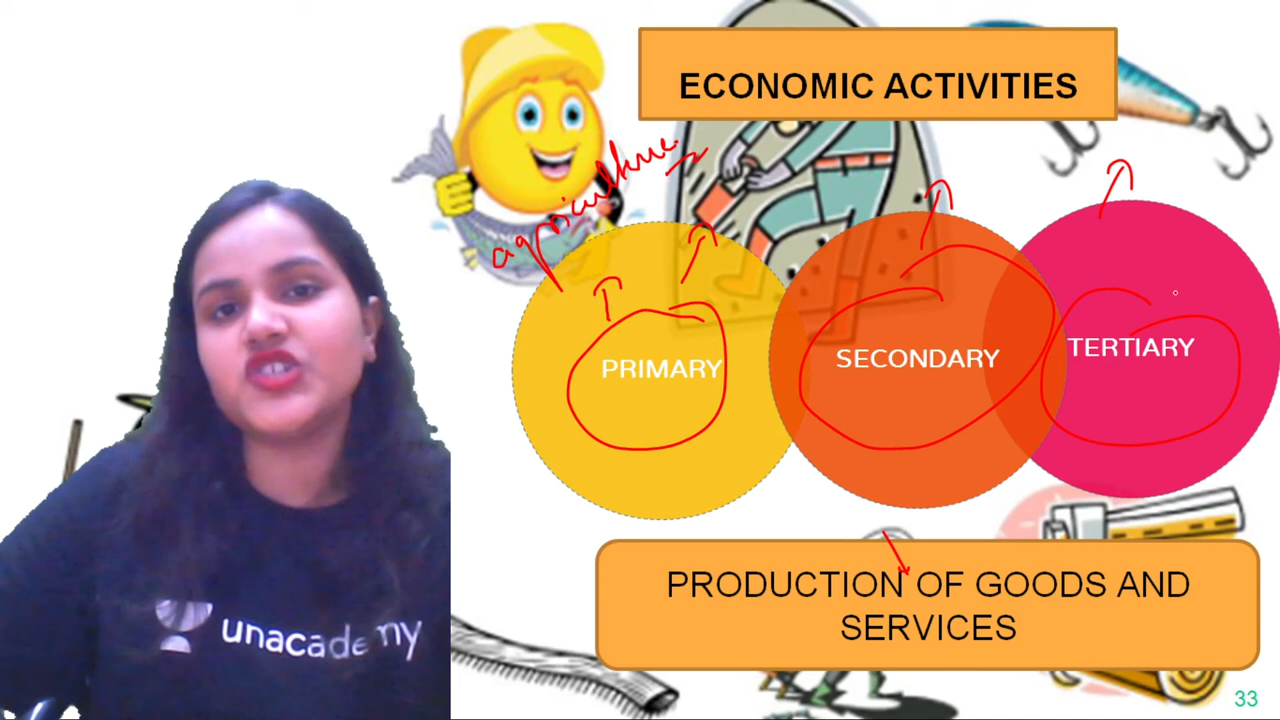 ECONOMIC ACTIVITIES
agriculture
PRIMARY
SECONDARY
TERTIARY
PRODUCTION OF GOODS AND
SERVICES
unacademy
33